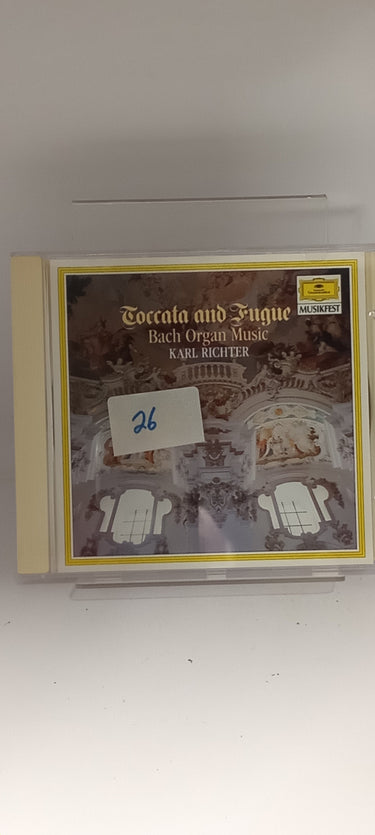 Toccata and Fugue
Bach Organ Music
KARL RICHTER
MUSIKFEST
26